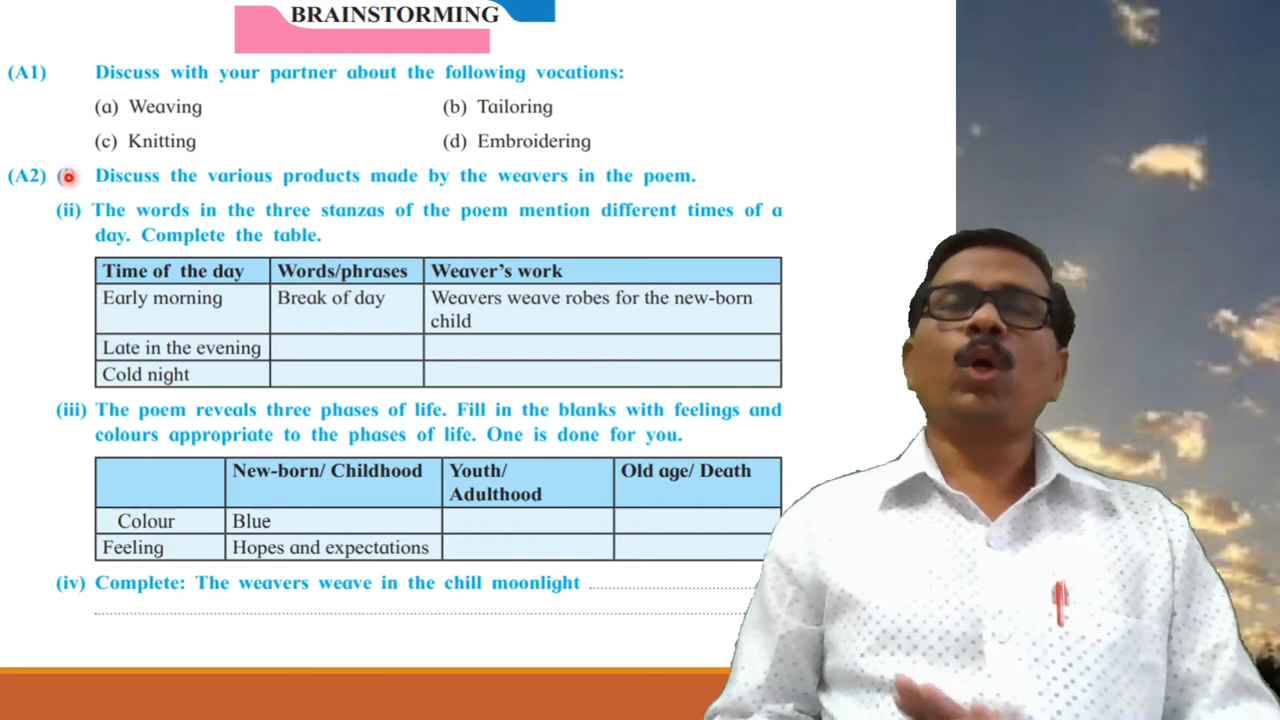 BRAINSTORMING
(A1) Discuss with your partner about the following vocations:
(a) Weaving (b) Tailoring
(c) Knitting (d) Embroidering
(A2) Discuss the various products made by the weavers in the poem.
(ii) The words in the three stanzas of the poem mention different times of a
day. Complete the table.
Time of the day Words/phrases Weaver's work
Early morning Break of day Weavers weave robes for the new-born
child
Late in the evening
Cold night
(iii) The poem reveals three phases of life. Fill in the blanks with feelings and
colours appropriate to the phases of life. One is done for you.
New-born/ Childhood Youth/ Old age/ Death
Adulthood
Colour Blue
Feeling Hopes and expectations
(iv) Complete: The weavers weave in the chill moonlight